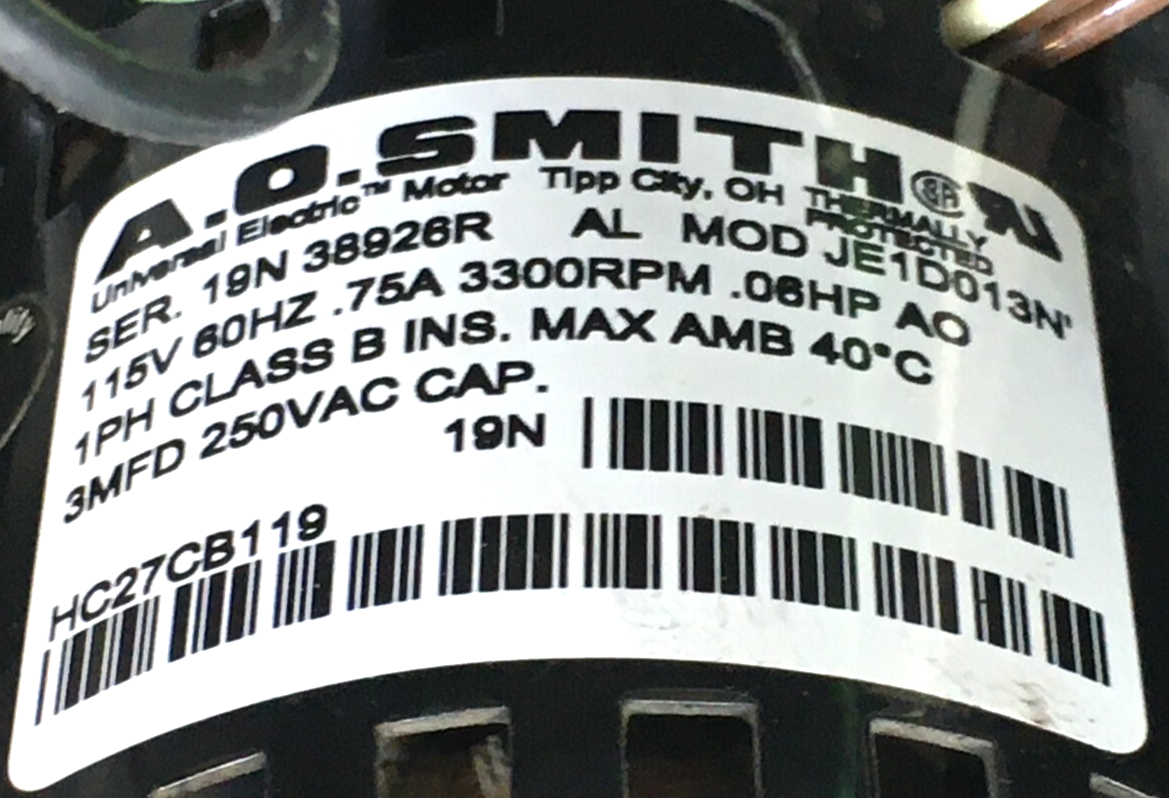 A.O.SMITH
Universal Electric™ Motor Tipp City, OH THERMALLY PROTECTED
SER. 19N 38926R AL MOD JE1D013N
115V 60HZ .75A 3300RPM .06HP AO
1PH CLASS B INS. MAX AMB 40°C
3MFD 250VAC CAP.
19N
HC27CB119